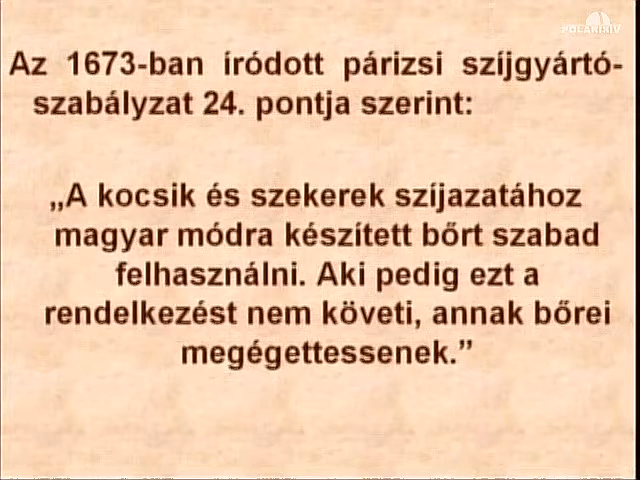 POLARIXIV
Az 1673-ban íródott párizsi szíjgyártó-
szabályzat 24. pontja szerint:
„A kocsik és szekerek szíjazatához
magyar módra készített bőrt szabad
felhasználni. Aki pedig ezt a
rendelkezést nem követi, annak bőrei
megégettessenek.”